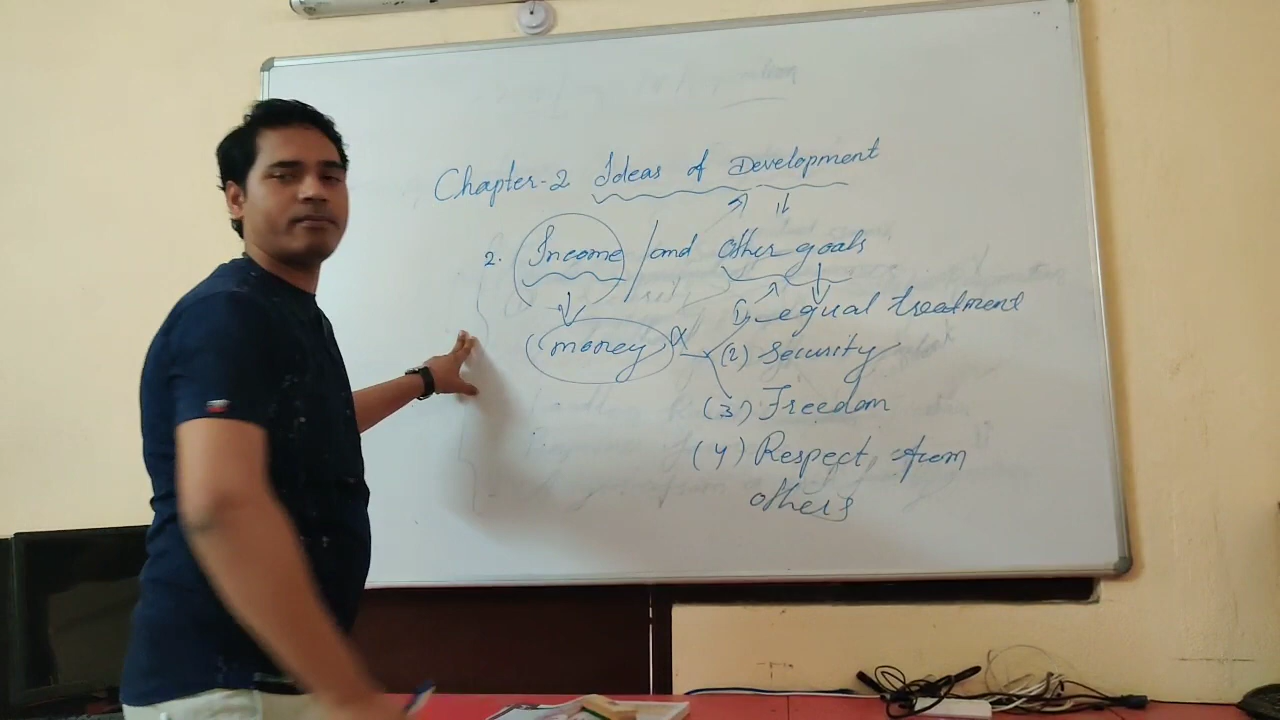 Chapter-2 Ideas of Development
2. Income / and other goals
(money)
1) equal treatment
(2) Security
(3) Freedom
(4) Respect from
others